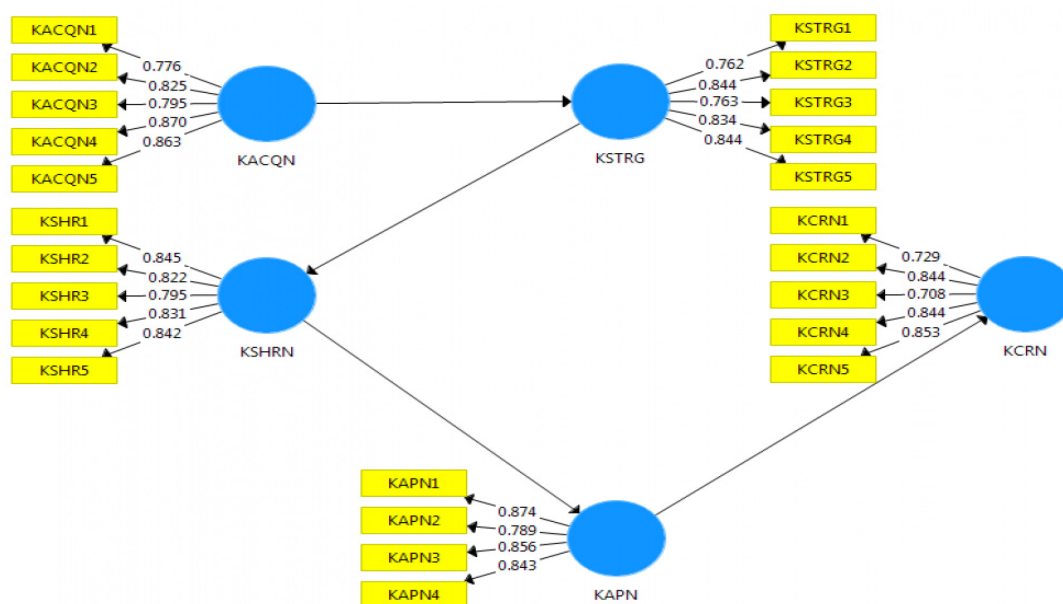 KACQN1
KACQN2
KACQN3
KACQN4
KACQN5
0.776
0.825
0.795
0.870
0.863
KACQN
KSTRG
0.762
0.844
0.763
0.834
0.844
KSTRG1
KSTRG2
KSTRG3
KSTRG4
KSTRG5
KSHR1
KSHR2
KSHR3
KSHR4
KSHR5
0.845
0.822
0.795
0.831
0.842
KSHRN
KCRN1
KCRN2
KCRN3
KCRN4
KCRN5
0.729
0.844
0.708
0.844
0.853
KCRN
KAPN1
KAPN2
KAPN3
KAPN4
0.874
0.789
0.856
0.843
KAPN